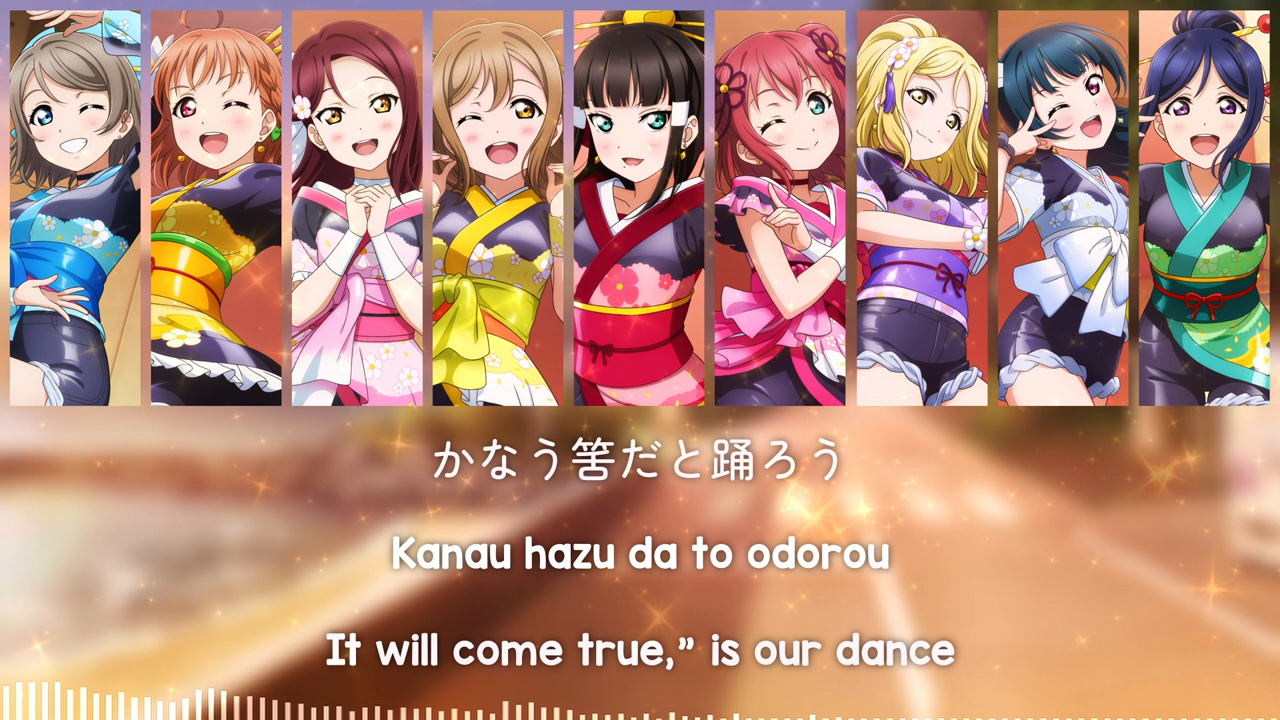 かなう筈だと踊ろう
Kanau hazu da to odorou
It will come true,” is our dance